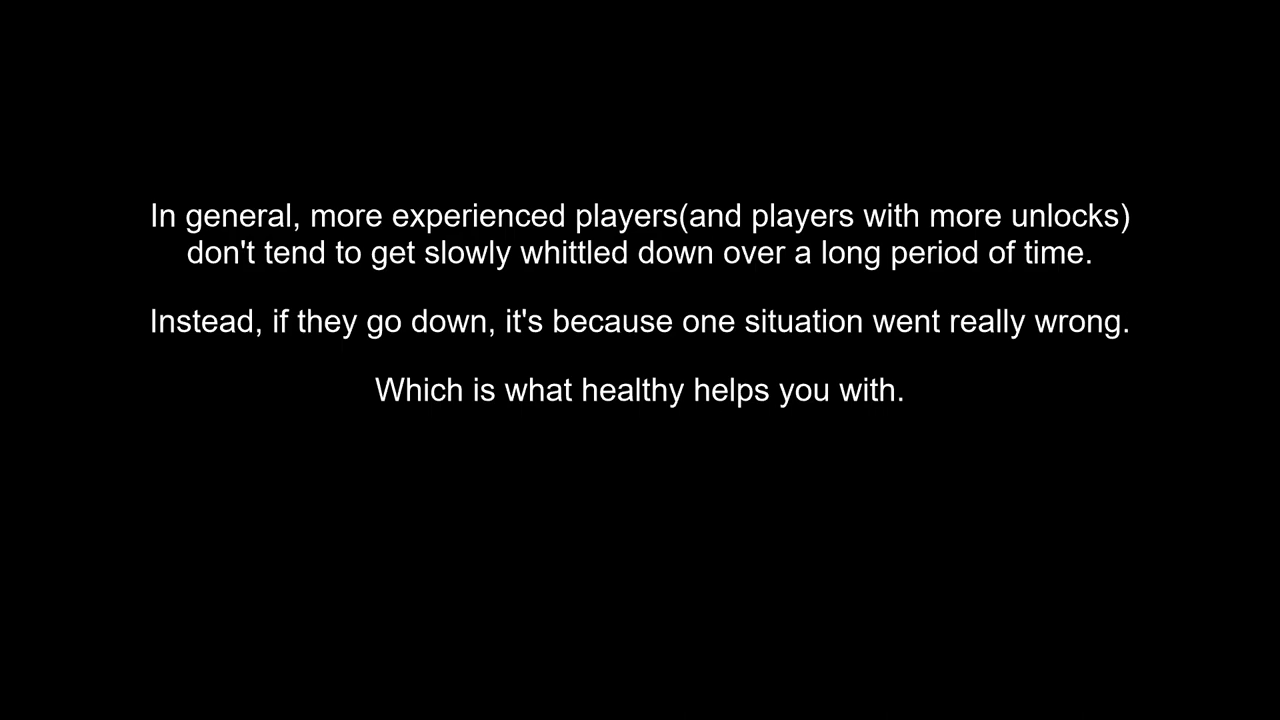 In general, more experienced players(and players with more unlocks)
don't tend to get slowly whittled down over a long period of time.
Instead, if they go down, it's because one situation went really wrong.
Which is what healthy helps you with.